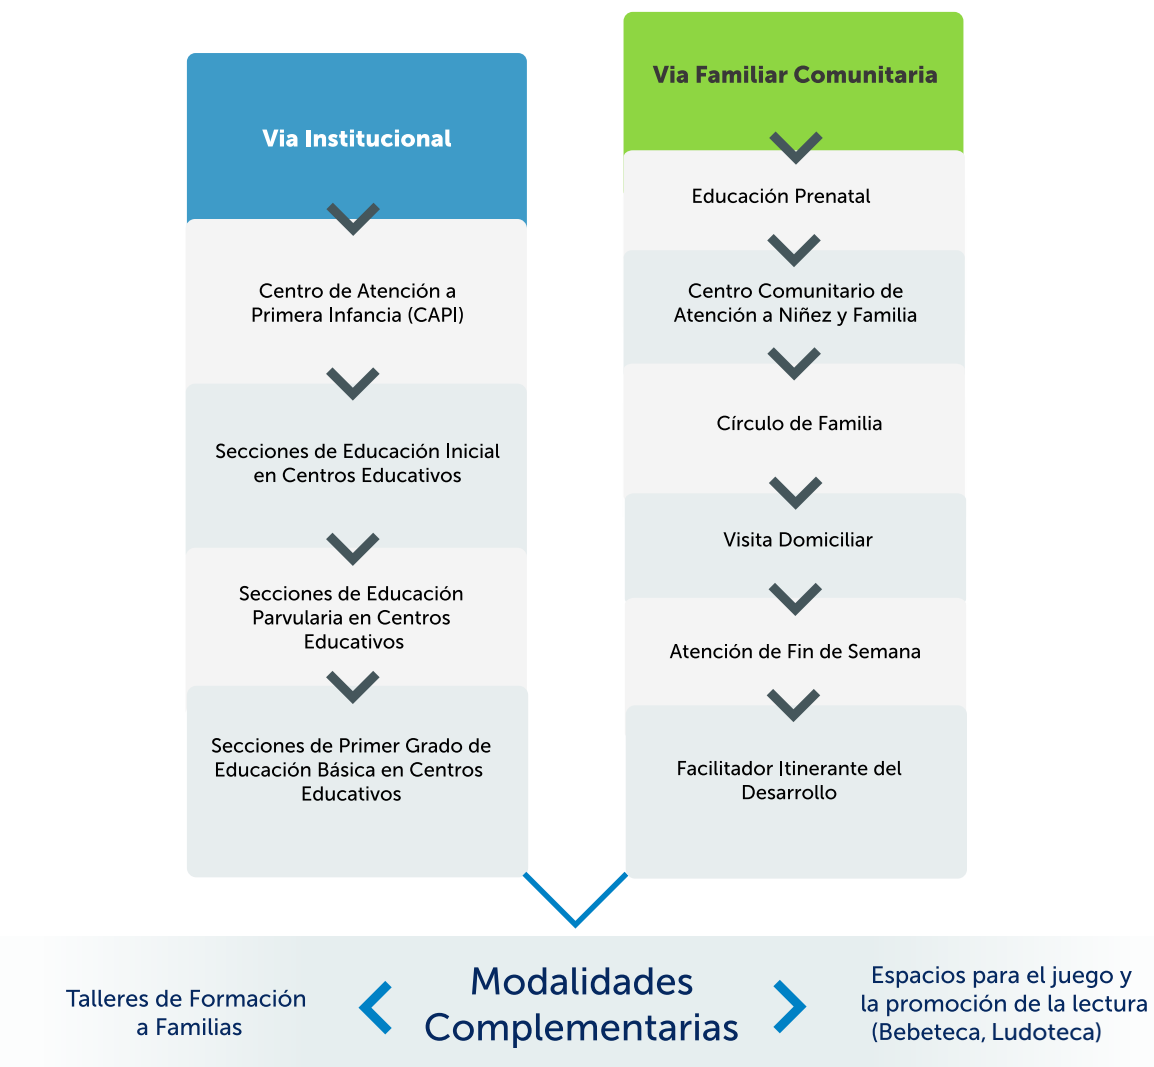 Via Institucional
Centro de Atención a
Primera Infancia (CAPI)
Secciones de Educación Inicial
en Centros Educativos
Secciones de Educación
Parvularia en Centros
Educativos
Secciones de Primer Grado de
Educación Básica en Centros
Educativos
Via Familiar Comunitaria
Educación Prenatal
Centro Comunitario de
Atención a Niñez y Familia
Círculo de Familia
Visita Domiciliar
Atención de Fin de Semana
Facilitador Itinerante del
Desarrollo
Talleres de Formación
a Familias
Modalidades
Complementarias
Espacios para el juego y
la promoción de la lectura
(Bebeteca, Ludoteca)